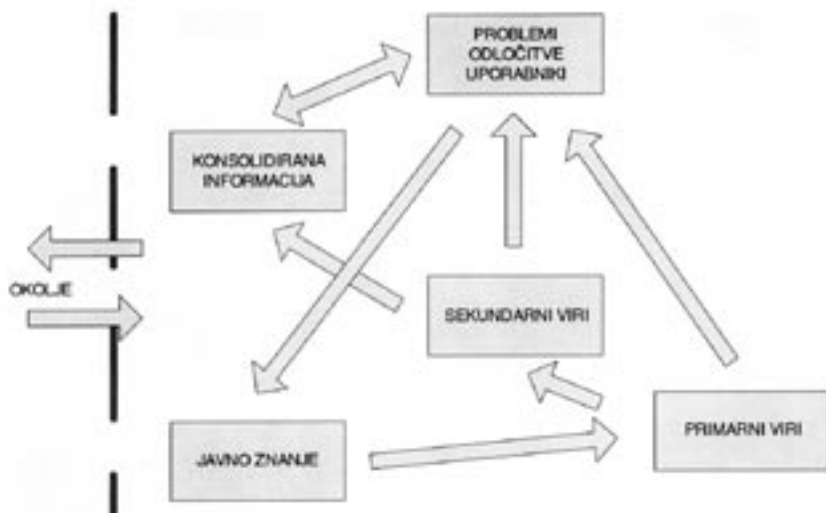 PROBLEMI
ODLOČITVE
UPORABNIKI
KONSOLIDIRANA
INFORMACIJA
OKOLJE
SEKUNDARNI VIRI
PRIMARNI VIRI
JAVNO ZNANJE